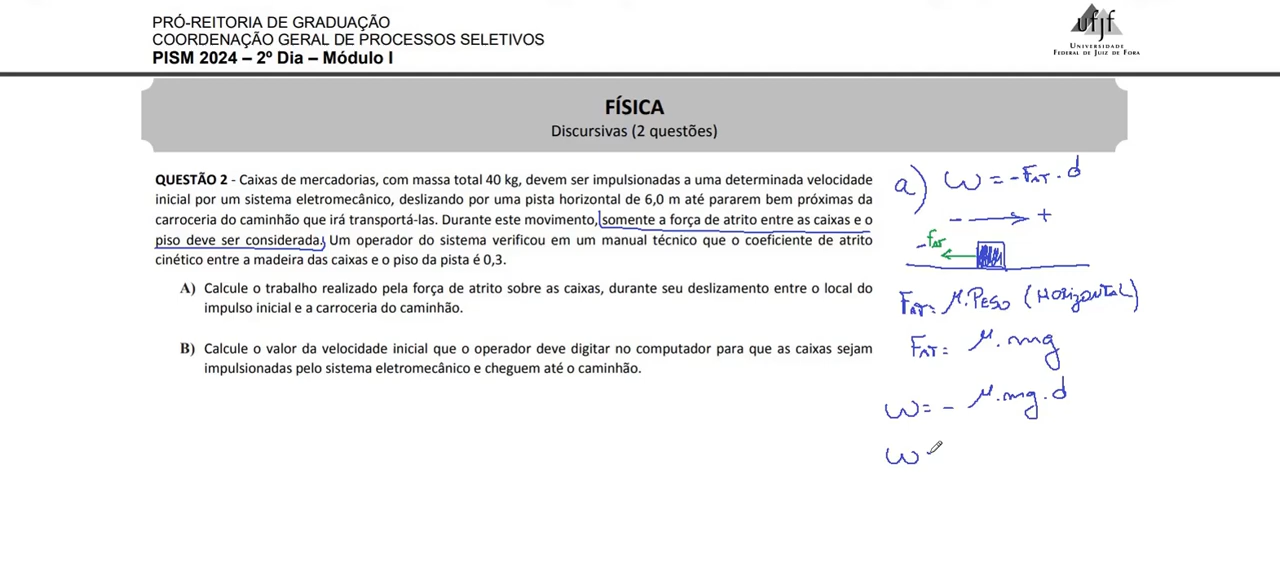 PRÓ-REITORIA DE GRADUAÇÃO
COORDENAÇÃO GERAL DE PROCESSOS SELETIVOS
PISM 2024 – 2º Dia – Módulo I
ufjf
UNIVERSIDADE
FEDERAL DE JUIZ DE FORA
FÍSICA
Discursivas (2 questões)
QUESTÃO 2 - Caixas de mercadorias, com massa total 40 kg, devem ser impulsionadas a uma determinada velocidade
inicial por um sistema eletromecânico, deslizando por uma pista horizontal de 6,0 m até pararem bem próximas da
carroceria do caminhão que irá transportá-las. Durante este movimento, somente a força de atrito entre as caixas e o
piso deve ser considerada. Um operador do sistema verificou em um manual técnico que o coeficiente de atrito
cinético entre a madeira das caixas e o piso da pista é 0,3.
A) Calcule o trabalho realizado pela força de atrito sobre as caixas, durante seu deslizamento entre o local do
impulso inicial e a carroceria do caminhão.
B) Calcule o valor da velocidade inicial que o operador deve digitar no computador para que as caixas sejam
impulsionadas pelo sistema eletromecânico e cheguem até o caminhão.
a) W = -FAT . d
- +
-fAT
FAT = μ.PESO (HORIZONTAL)
FAT = μ.mg
W = - μ.mg.d
W